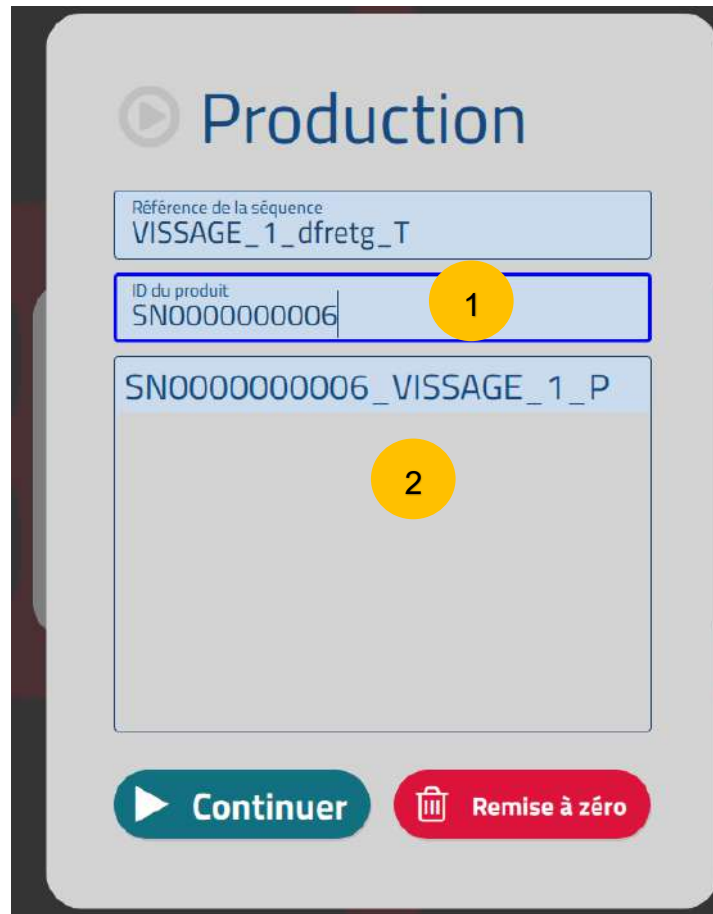 Production
Référence de la séquence
VISSAGE_1_dfretg_T
ID du produit
SN0000000006
1
SN0000000006_VISSAGE_1_P
2
Continuer
Remise à zéro